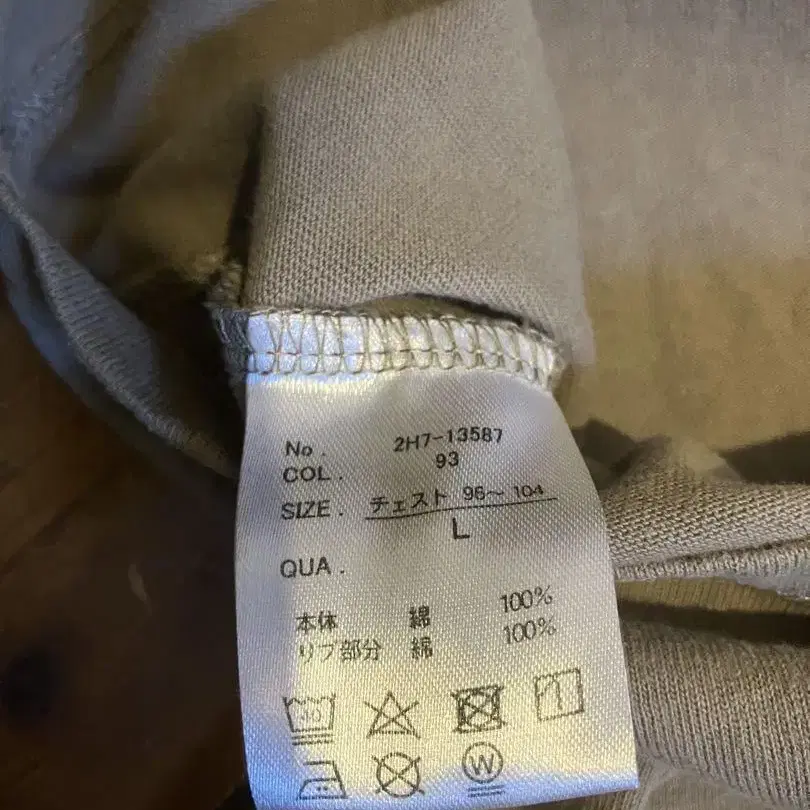 No. 2H7-13587
COL. 93
SIZE. チェスト 96〜104
L
QUA.
本体 綿 100%
リブ部分 綿 100%
W